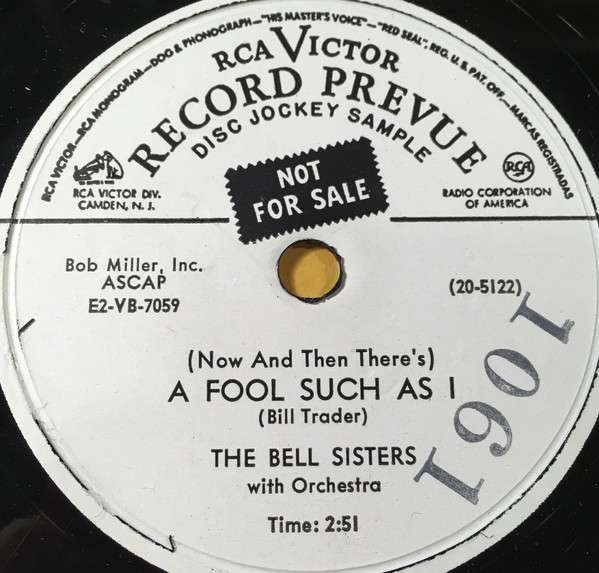 RCA VICTOR—RCA MONOGRAM—DOG & PHONOGRAPH—"HIS MASTER'S VOICE"—"RED SEAL", REG. U. S. PAT. OFF.—MARCAS REGISTRADAS
RCA VICTOR
RECORD PREVUE
DISC JOCKEY SAMPLE
NOT
FOR SALE
RCA VICTOR DIV.
CAMDEN, N. J.
RCA
RADIO CORPORATION
OF AMERICA
Bob Miller, Inc.
ASCAP
E2-VB-7059
(20-5122)
(Now And Then There's)
A FOOL SUCH AS I
(Bill Trader)
THE BELL SISTERS
with Orchestra
Time: 2:51
1061